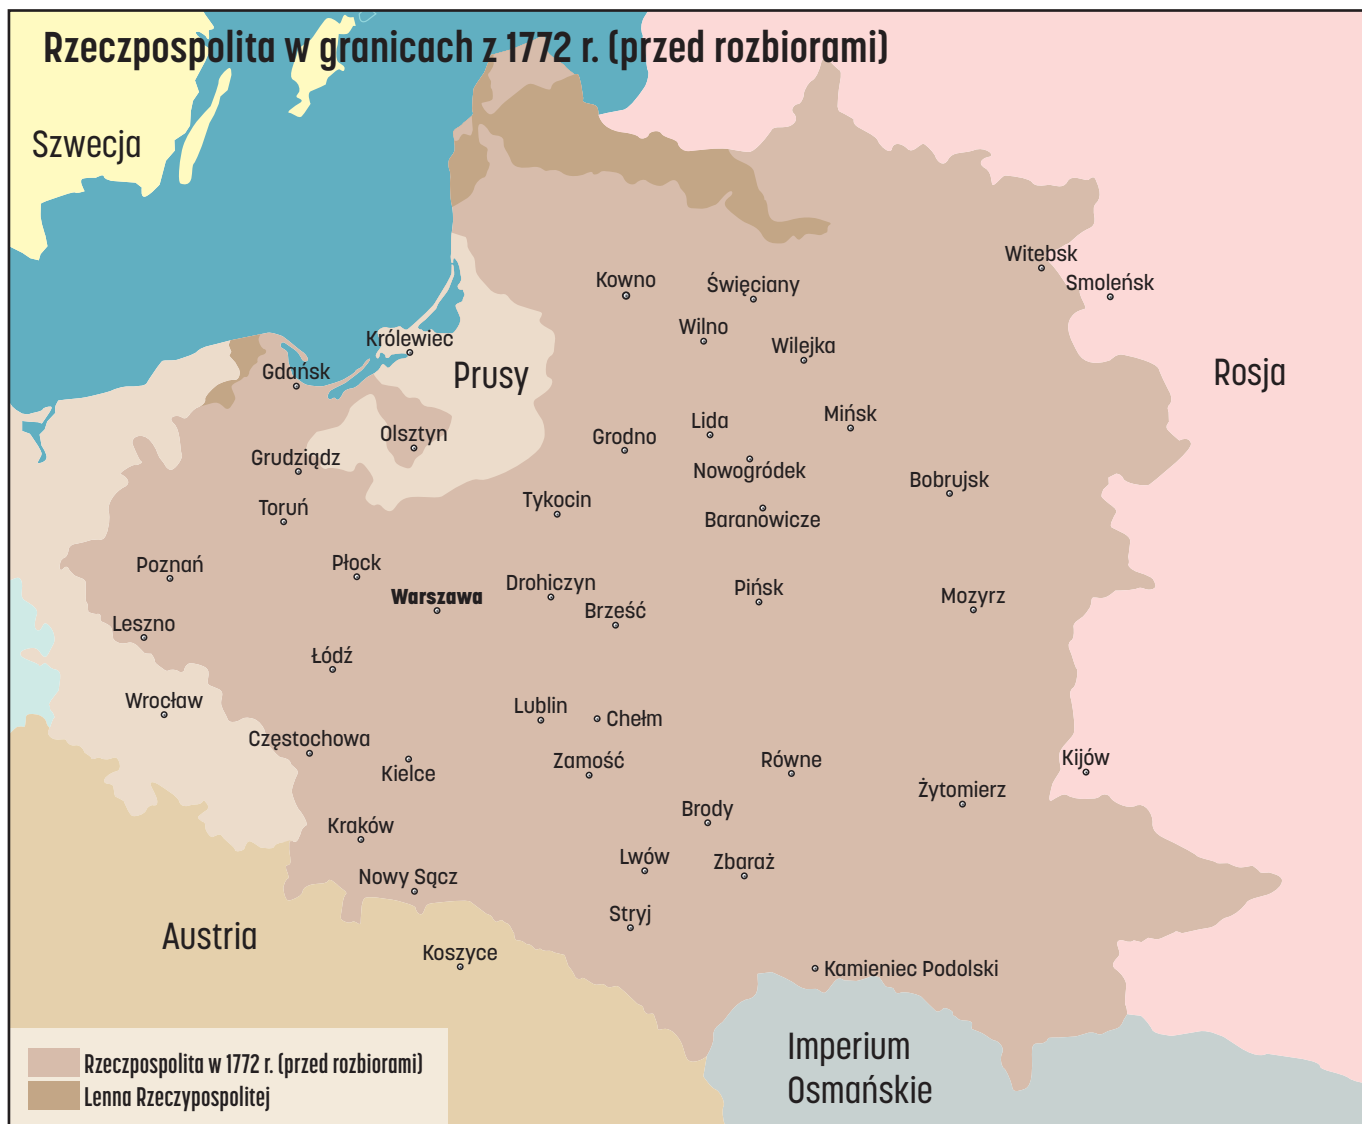 Rzeczpospolita w granicach z 1772 r. (przed rozbiorami)
Szwecja
Witebsk
Smoleńsk
Kowno
Święciany
Wilno
Wilejka
Królewiec
Prusy
Gdańsk
Rosja
Olsztyn
Lida
Mińsk
Grodno
Grudziądz
Nowogródek
Bobrujsk
Tykocin
Toruń
Baranowicze
Poznań
Płock
Drohiczyn
Pińsk
Warszawa
Mozyrz
Brześć
Leszno
Łódź
Wrocław
Lublin
Chełm
Częstochowa
Kielce
Zamość
Równe
Kijów
Żytomierz
Brody
Kraków
Lwów
Zbaraż
Nowy Sącz
Stryj
Austria
Koszyce
Kamieniec Podolski
Imperium
Osmańskie
Rzeczpospolita w 1772 r. (przed rozbiorami)
Lenna Rzeczypospolitej